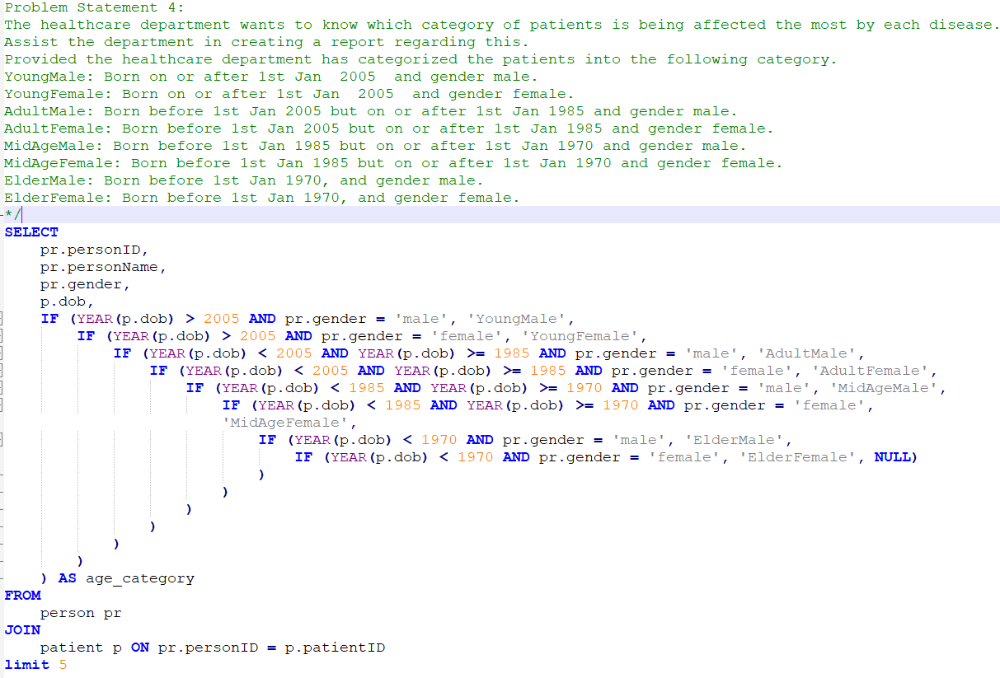 Problem Statement 4:
The healthcare department wants to know which category of patients is being affected the most by each disease.
Assist the department in creating a report regarding this.
Provided the healthcare department has categorized the patients into the following category.
YoungMale: Born on or after 1st Jan  2005  and gender male.
YoungFemale: Born on or after 1st Jan  2005  and gender female.
AdultMale: Born before 1st Jan 2005 but on or after 1st Jan 1985 and gender male.
AdultFemale: Born before 1st Jan 2005 but on or after 1st Jan 1985 and gender female.
MidAgeMale: Born before 1st Jan 1985 but on or after 1st Jan 1970 and gender male.
MidAgeFemale: Born before 1st Jan 1985 but on or after 1st Jan 1970 and gender female.
ElderMale: Born before 1st Jan 1970, and gender male.
ElderFemale: Born before 1st Jan 1970, and gender female.
*/
SELECT
    pr.personID,
    pr.personName,
    pr.gender,
    p.dob,
    IF (YEAR(p.dob) > 2005 AND pr.gender = 'male', 'YoungMale',
        IF (YEAR(p.dob) > 2005 AND pr.gender = 'female', 'YoungFemale',
            IF (YEAR(p.dob) < 2005 AND YEAR(p.dob) >= 1985 AND pr.gender = 'male', 'AdultMale',
                IF (YEAR(p.dob) < 2005 AND YEAR(p.dob) >= 1985 AND pr.gender = 'female', 'AdultFemale',
                    IF (YEAR(p.dob) < 1985 AND YEAR(p.dob) >= 1970 AND pr.gender = 'male', 'MidAgeMale',
                        IF (YEAR(p.dob) < 1985 AND YEAR(p.dob) >= 1970 AND pr.gender = 'female',
                        'MidAgeFemale',
                            IF (YEAR(p.dob) < 1970 AND pr.gender = 'male', 'ElderMale',
                                IF (YEAR(p.dob) < 1970 AND pr.gender = 'female', 'ElderFemale', NULL)
                            )
                        )
                    )
                )
            )
        )
    ) AS age_category
FROM
    person pr
JOIN
    patient p ON pr.personID = p.patientID
limit 5